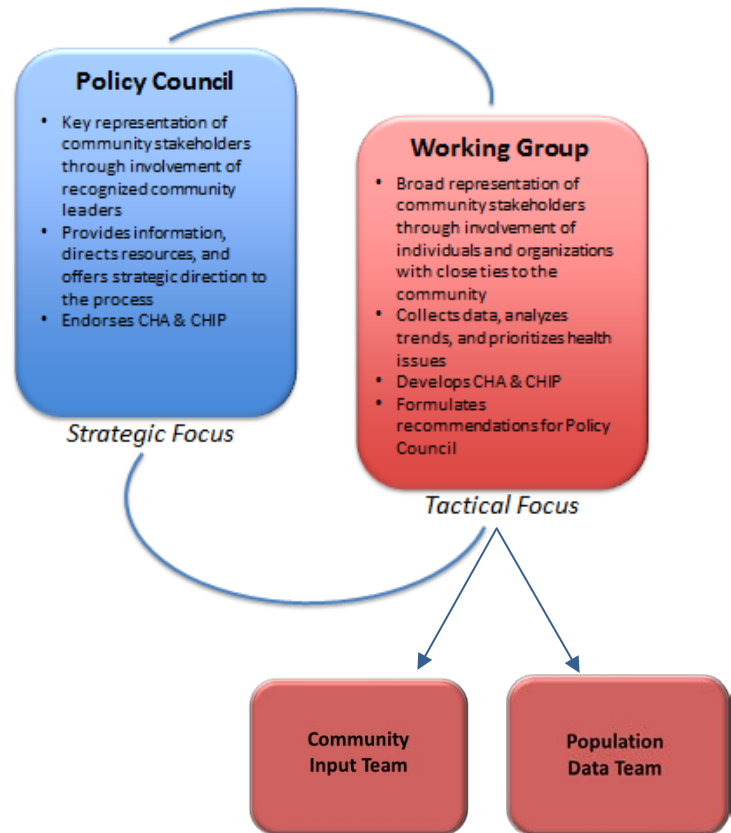 Policy Council
• Key representation of
community stakeholders
through involvement of
recognized community
leaders
• Provides information,
directs resources, and
offers strategic direction to
the process
• Endorses CHA & CHIP
Strategic Focus
Working Group
• Broad representation of
community stakeholders
through involvement of
individuals and organizations
with close ties to the
community
• Collects data, analyzes
trends, and prioritizes health
issues
• Develops CHA & CHIP
• Formulates
recommendations for Policy
Council
Tactical Focus
Community
Input Team
Population
Data Team